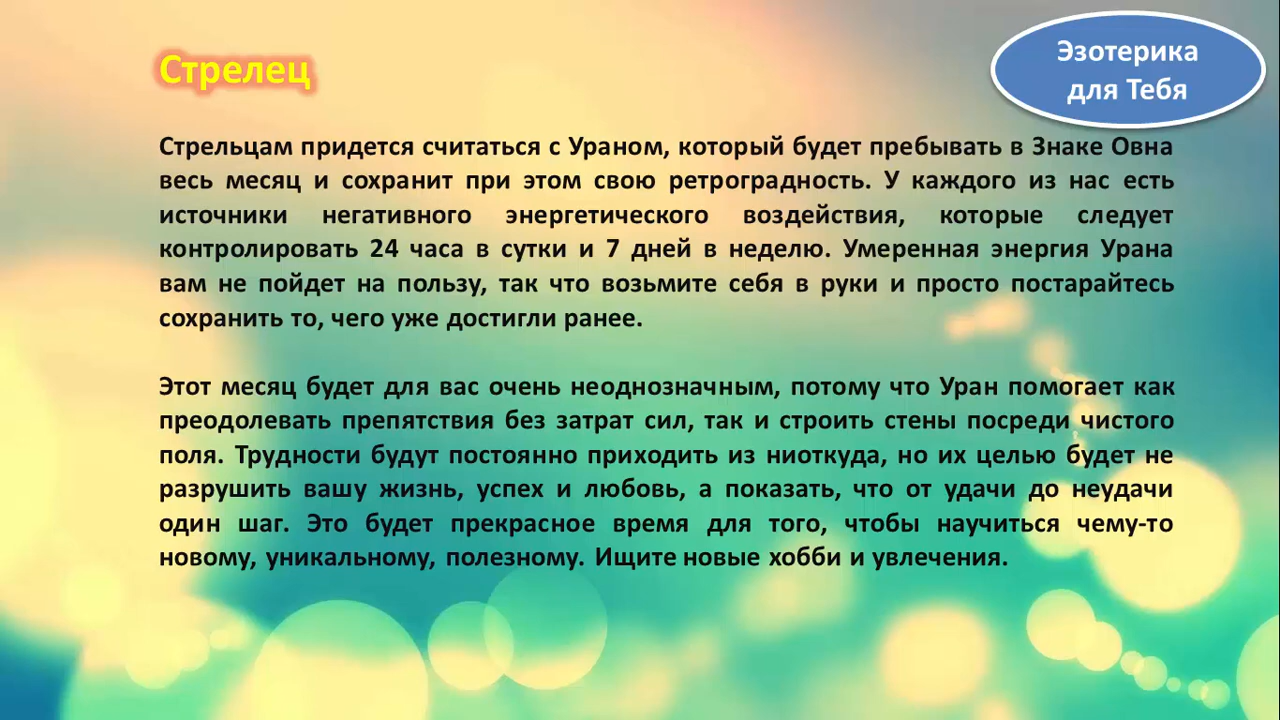 Стрелец
Эзотерика
для Тебя
Стрельцам придется считаться с Ураном, который будет пребывать в Знаке Овна
весь месяц и сохранит при этом свою ретроградность. У каждого из нас есть
источники негативного энергетического воздействия, которые следует
контролировать 24 часа в сутки и 7 дней в неделю. Умеренная энергия Урана
вам не пойдет на пользу, так что возьмите себя в руки и просто постарайтесь
сохранить то, чего уже достигли ранее.
Этот месяц будет для вас очень неоднозначным, потому что Уран помогает как
преодолевать препятствия без затрат сил, так и строить стены посреди чистого
поля. Трудности будут постоянно приходить из ниоткуда, но их целью будет не
разрушить вашу жизнь, успех и любовь, а показать, что от удачи до неудачи
один шаг. Это будет прекрасное время для того, чтобы научиться чему-то
новому, уникальному, полезному. Ищите новые хобби и увлечения.